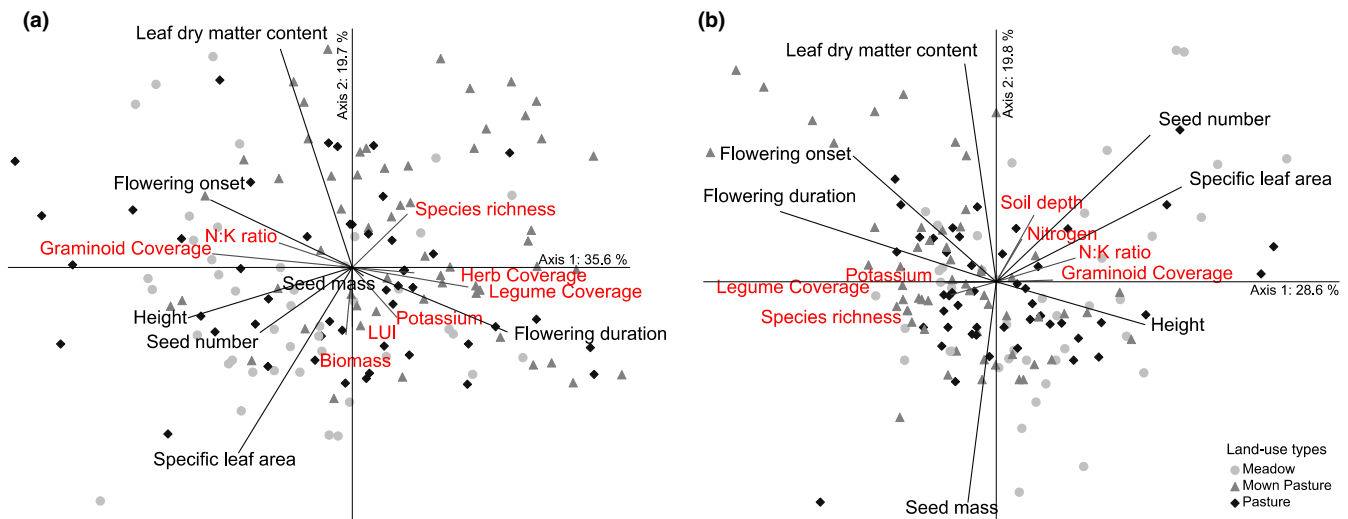 (a)
Leaf dry matter content
Axis 2: 19.7 %
Flowering onset
Species richness
N:K ratio
Graminoid Coverage
Axis 1: 35.6 %
Herb Coverage
Seed mass
Legume Coverage
Height
Potassium
Seed number
LUI
Flowering duration
Biomass
Specific leaf area
(b)
Leaf dry matter content
Axis 2: 19.8 %
Seed number
Flowering onset
Specific leaf area
Flowering duration
Soil depth
Nitrogen
N:K ratio
Potassium
Graminoid Coverage
Legume Coverage
Axis 1: 28.6 %
Species richness
Height
Seed mass
Land-use types
Meadow
Mown Pasture
Pasture